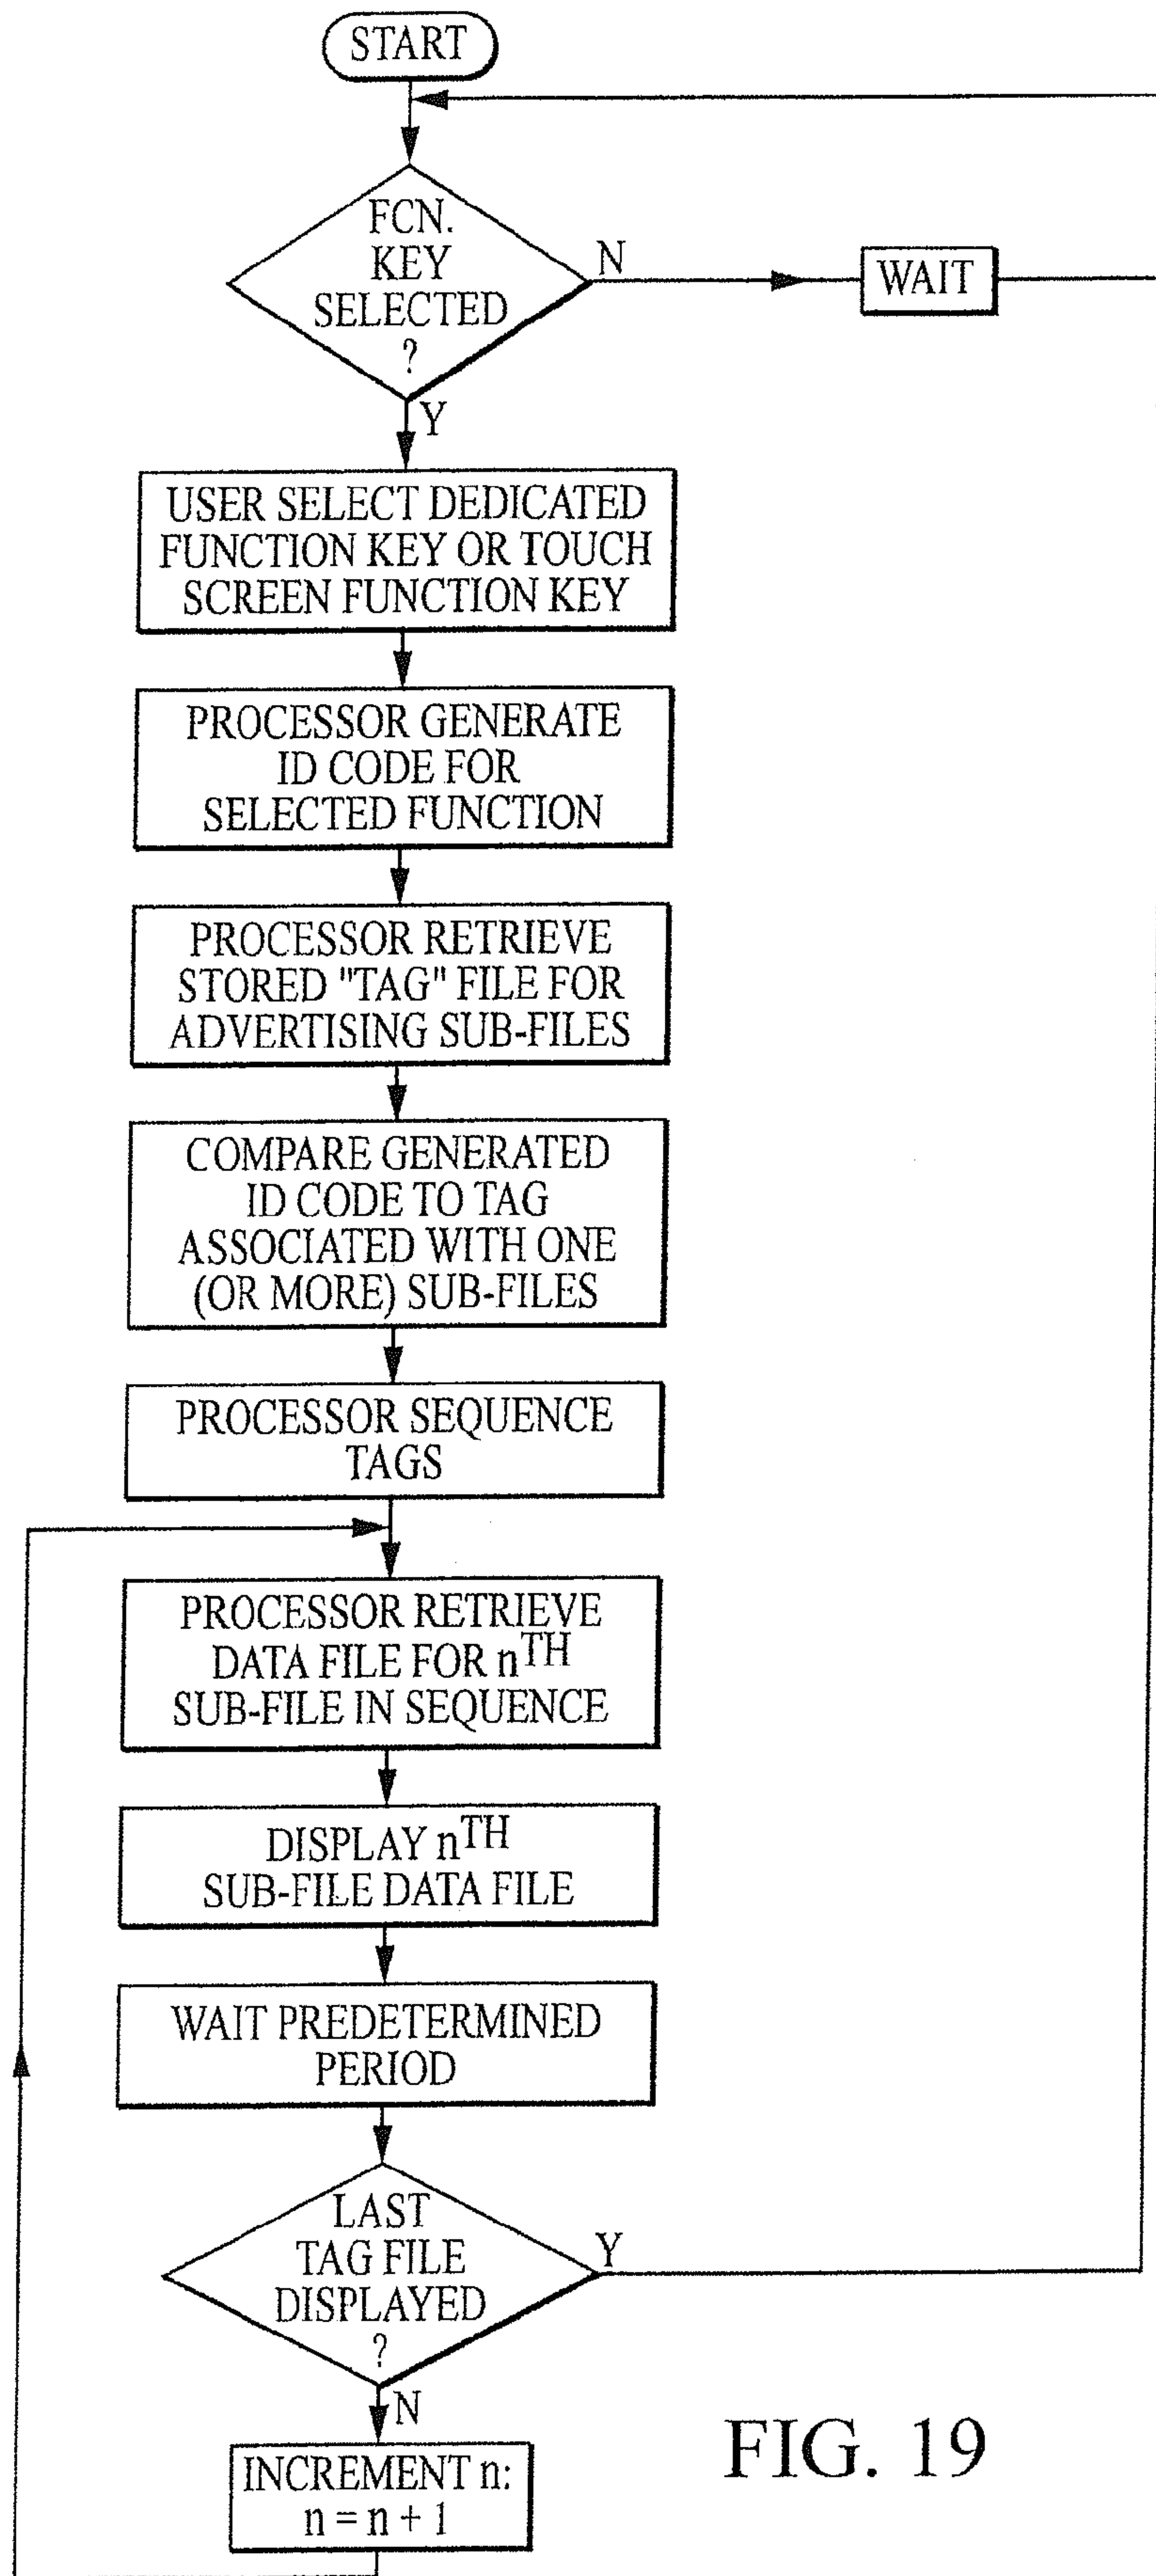 START
FCN.
KEY
SELECTED
?
N
WAIT
Y
USER SELECT DEDICATED
FUNCTION KEY OR TOUCH
SCREEN FUNCTION KEY
PROCESSOR GENERATE
ID CODE FOR
SELECTED FUNCTION
PROCESSOR RETRIEVE
STORED "TAG" FILE FOR
ADVERTISING SUB-FILES
COMPARE GENERATED
ID CODE TO TAG
ASSOCIATED WITH ONE
(OR MORE) SUB-FILES
PROCESSOR SEQUENCE
TAGS
PROCESSOR RETRIEVE
DATA FILE FOR nTH
SUB-FILE IN SEQUENCE
DISPLAY nTH
SUB-FILE DATA FILE
WAIT PREDETERMINED
PERIOD
LAST
TAG FILE
DISPLAYED
?
Y
N
INCREMENT n:
n = n + 1
FIG. 19